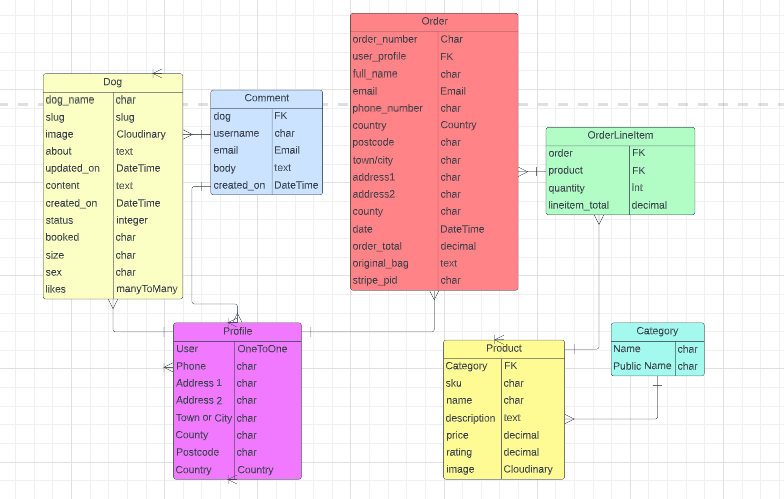 Order
order_number Char
user_profile FK
full_name char
email Email
phone_number char
country Country
postcode char
town/city char
address1 char
address2 char
county char
date DateTime
order_total decimal
original_bag text
stripe_pid char
Dog
dog_name char
slug slug
image Cloudinary
about text
updated_on DateTime
content text
created_on DateTime
status integer
booked char
size char
sex char
likes manyToMany
Comment
dog FK
username char
email Email
body text
created_on DateTime
OrderLineItem
order FK
product FK
quantity Int
lineitem_total decimal
Profile
User OneToOne
Phone char
Address 1 char
Address 2 char
Town or City char
County char
Postcode char
Country Country
Product
Category FK
sku char
name char
description text
price decimal
rating decimal
image Cloudinary
Category
Name char
Public Name char